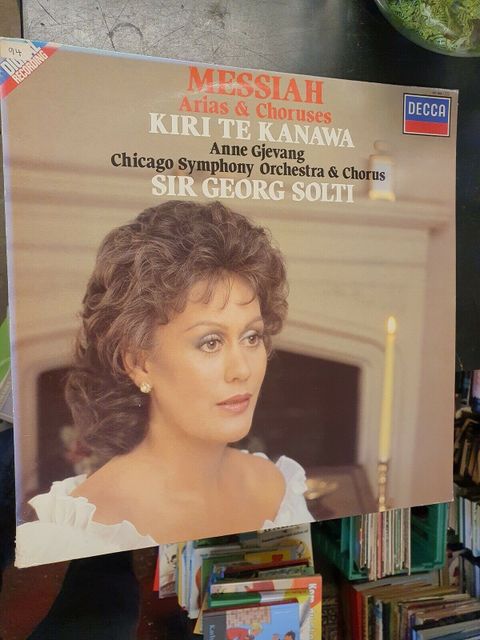 94
DIGITAL
RECORDING
MESSIAH
Arias & Choruses
KIRI TE KANAWA
Anne Gjevang
Chicago Symphony Orchestra & Chorus
SIR GEORG SOLTI
DECCA